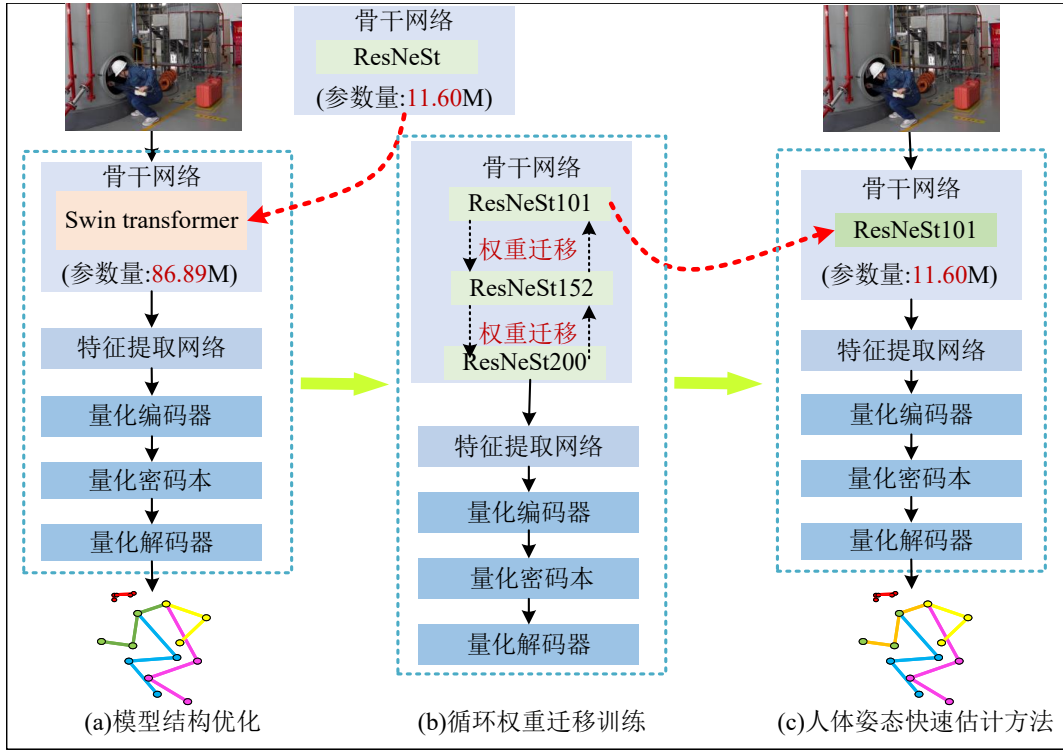 骨干网络
ResNeSt
(参数量:11.60M)
骨干网络
Swin transformer
(参数量:86.89M)
特征提取网络
量化编码器
量化密码本
量化解码器
(a)模型结构优化
骨干网络
ResNeSt101
权重迁移
ResNeSt152
权重迁移
ResNeSt200
特征提取网络
量化编码器
量化密码本
量化解码器
(b)循环权重迁移训练
骨干网络
ResNeSt101
(参数量:11.60M)
特征提取网络
量化编码器
量化密码本
量化解码器
(c)人体姿态快速估计方法